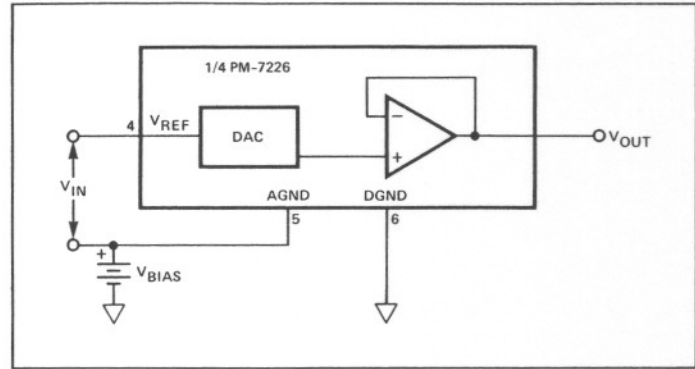 1/4 PM-7226
4
VREF
DAC
−
+
VOUT
VIN
AGND
DGND
5
6
+
VBIAS